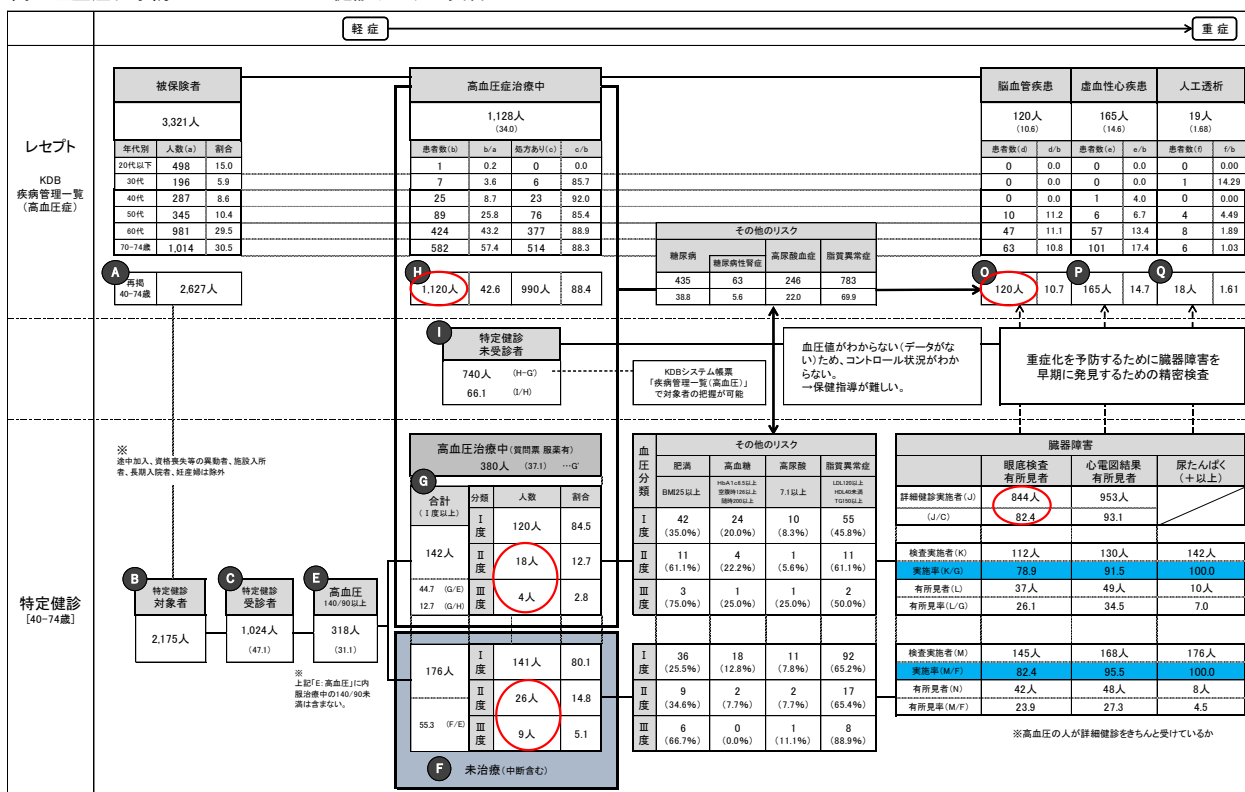 軽症
重症
レセプト
KDB
疾病管理一覧
(高血圧症)
被保険者
3,321人
年代別 人数(a) 割合
20代以下 498 15.0
30代 196 5.9
40代 287 8.6
50代 345 10.4
60代 981 29.5
70-74歳 1,014 30.5
A
再掲
40-74歳
2,627人
高血圧症治療中
1,128人
(34.0)
患者数(b) b/a 処方あり(c) c/b
1 0.2 0 0.0
7 3.6 6 85.7
25 8.7 23 92.0
89 25.8 76 85.4
424 43.2 377 88.9
582 57.4 514 88.3
H
1,120人 42.6 990人 88.4
その他のリスク
糖尿病 糖尿病性腎症 高尿酸血症 脂質異常症
435 63 246 783
38.8 5.6 22.0 69.9
脳血管疾患 虚血性心疾患 人工透析
120人 165人 19人
(10.6) (14.6) (1.68)
患者数(d) d/b 患者数(e) e/b 患者数(f) f/b
0 0.0 0 0.0 0 0.00
0 0.0 0 0.0 1 14.29
0 0.0 1 4.0 0 0.00
10 11.2 6 6.7 4 4.49
47 11.1 57 13.4 8 1.89
63 10.8 101 17.4 6 1.03
O P Q
120人 10.7 165人 14.7 18人 1.61
I
特定健診
未受診者
740人 (H-G')
66.1 (I/H)
KDBシステム帳票
「疾病管理一覧(高血圧)」
で対象者の把握が可能
血圧値がわからない(データがな
い)ため、コントロール状況がわか
らない。
→保健指導が難しい。
重症化を予防するために臓器障害を
早期に発見するための精密検査
特定健診
[40-74歳]
※
途中加入、資格喪失等の異動者、施設入所
者、長期入院者、妊産婦は除外
B
特定健診
対象者
2,175人
C
特定健診
受診者
1,024人
(47.1)
E
高血圧
140/90以上
318人
(31.1)
※
上記「E:高血圧」に内
服治療中の140/90未
満は含まない。
高血圧治療中(質問票 服薬有)
380人 (37.1) …G'
G
合計
(Ⅰ度以上)
分類 人数 割合
142人
44.7 (G/E)
12.7 (G/H)
Ⅰ度 120人 84.5
Ⅱ度 18人 12.7
Ⅲ度 4人 2.8
176人
55.3 (F/E)
Ⅰ度 141人 80.1
Ⅱ度 26人 14.8
Ⅲ度 9人 5.1
F
未治療(中断含む)
血圧分類
その他のリスク
肥満 高血糖 高尿酸 脂質異常症
BMI25以上
HbA1c6.5以上
空腹時126以上
随時200以上
7.1以上
LDL120以上
HDL40未満
TG150以上
Ⅰ度 42 24 10 55
(35.0%) (20.0%) (8.3%) (45.8%)
Ⅱ度 11 4 1 11
(61.1%) (22.2%) (5.6%) (61.1%)
Ⅲ度 3 1 1 2
(75.0%) (25.0%) (25.0%) (50.0%)
Ⅰ度 36 18 11 92
(25.5%) (12.8%) (7.8%) (65.2%)
Ⅱ度 9 2 2 17
(34.6%) (7.7%) (7.7%) (65.4%)
Ⅲ度 6 0 1 8
(66.7%) (0.0%) (11.1%) (88.9%)
臓器障害
眼底検査
有所見者
心電図結果
有所見者
尿たんぱく
(+以上)
詳細健診実施者(J) 844人 953人
(J/C) 82.4 93.1
検査実施者(K) 112人 130人 142人
実施率(K/G) 78.9 91.5 100.0
有所見者(L) 37人 49人 10人
有所見率(L/G) 26.1 34.5 7.0
検査実施者(M) 145人 168人 176人
実施率(M/F) 82.4 95.5 100.0
有所見者(N) 42人 48人 8人
有所見率(M/F) 23.9 27.3 4.5
※高血圧の人が詳細健診をきちんと受けているか